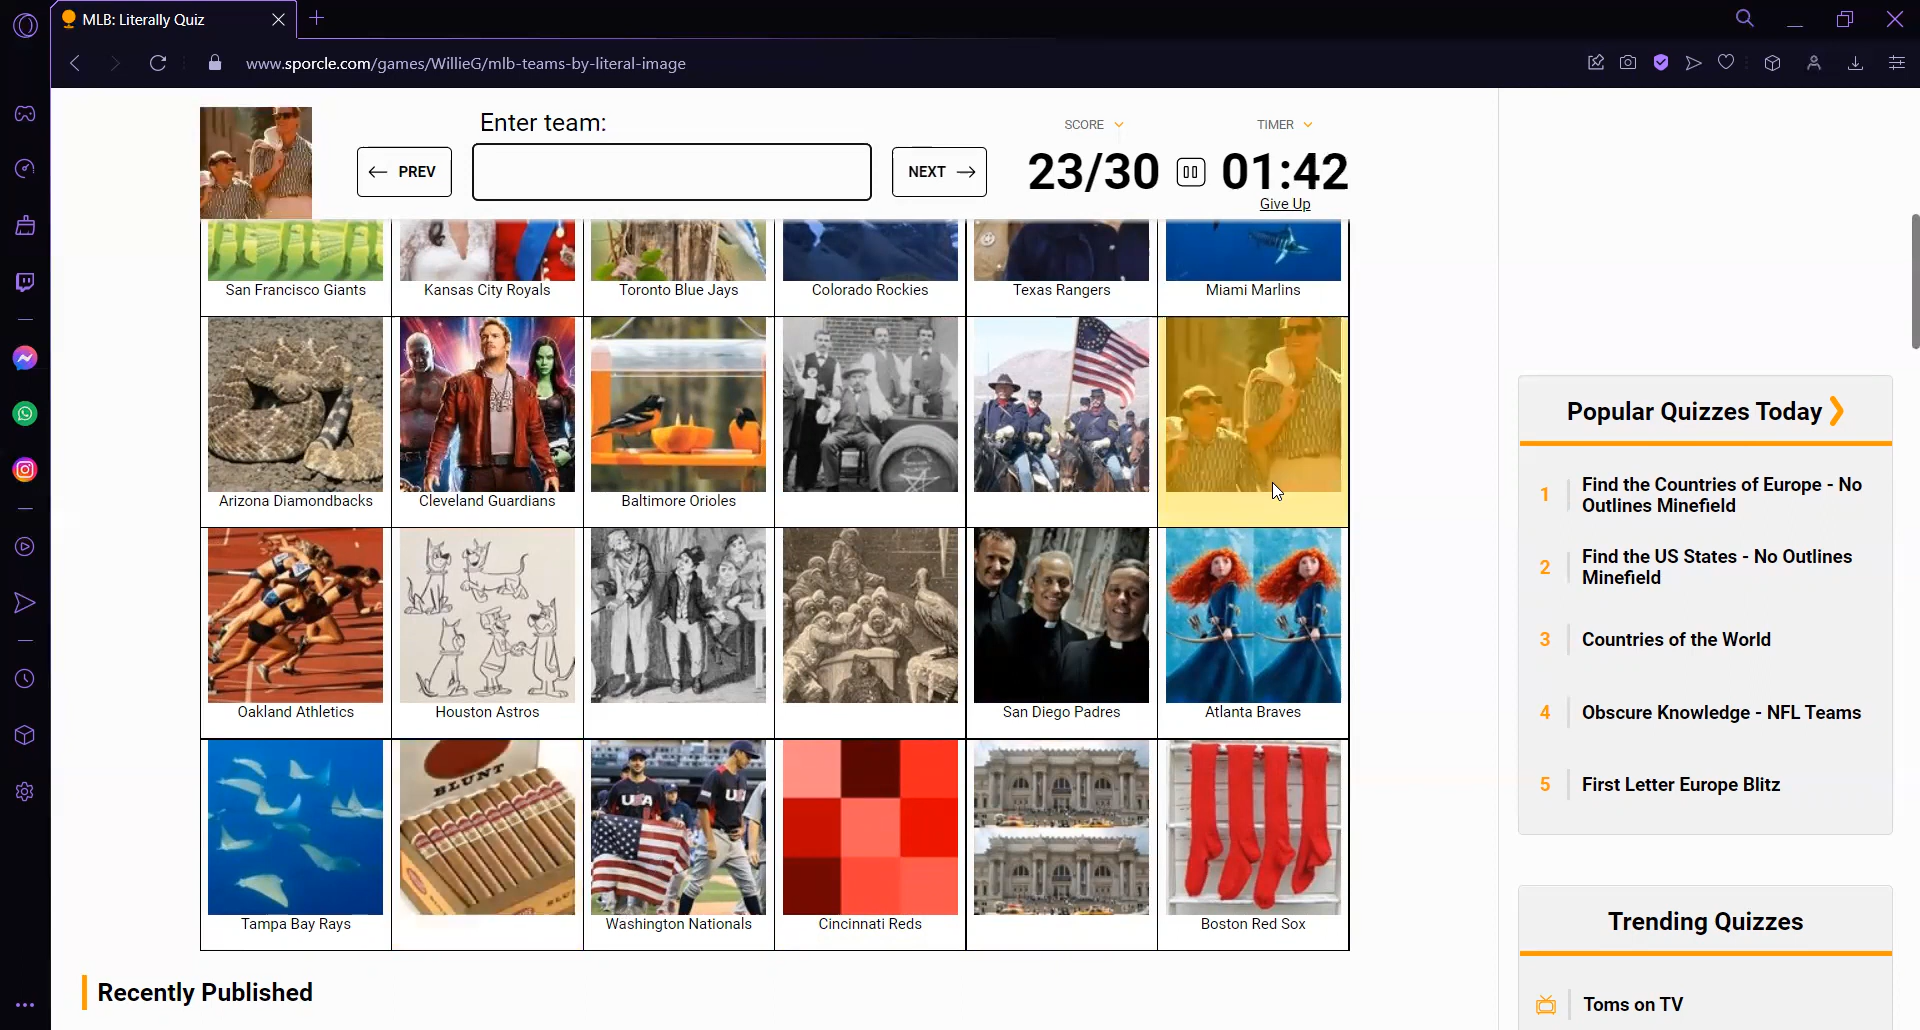 MLB: Literally Quiz
www.sporcle.com/games/WillieG/mlb-teams-by-literal-image
Enter team:
PREV
NEXT
SCORE
23/30
TIMER
01:42
Give Up
San Francisco Giants
Kansas City Royals
Toronto Blue Jays
Colorado Rockies
Texas Rangers
Miami Marlins
Arizona Diamondbacks
Cleveland Guardians
Baltimore Orioles
Oakland Athletics
Houston Astros
San Diego Padres
Atlanta Braves
BLUNT
USA
Tampa Bay Rays
Washington Nationals
Cincinnati Reds
Boston Red Sox
Recently Published
Popular Quizzes Today
1 Find the Countries of Europe - No
Outlines Minefield
2 Find the US States - No Outlines
Minefield
3 Countries of the World
4 Obscure Knowledge - NFL Teams
5 First Letter Europe Blitz
Trending Quizzes
Toms on TV